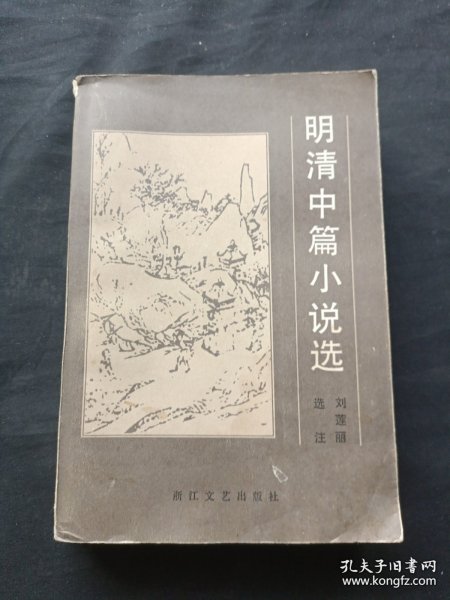 明清中篇小说选
刘莲丽
选注
浙江文艺出版社
孔夫子旧书网
www.kongfz.com